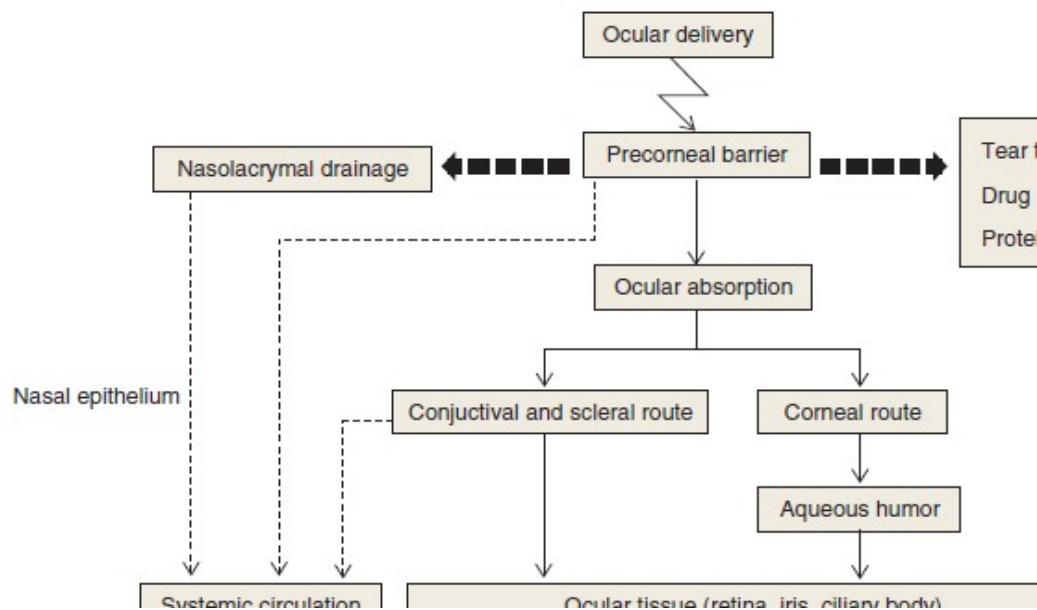 Ocular delivery
Precorneal barrier
Nasolacrymal drainage
Tear
Drug
Ocular absorption
Nasal epithelium
Conjuctival and scleral route
Corneal route
Aqueous humor
Systemic circulation
Ocular tissue (retina, iris, ciliary body)